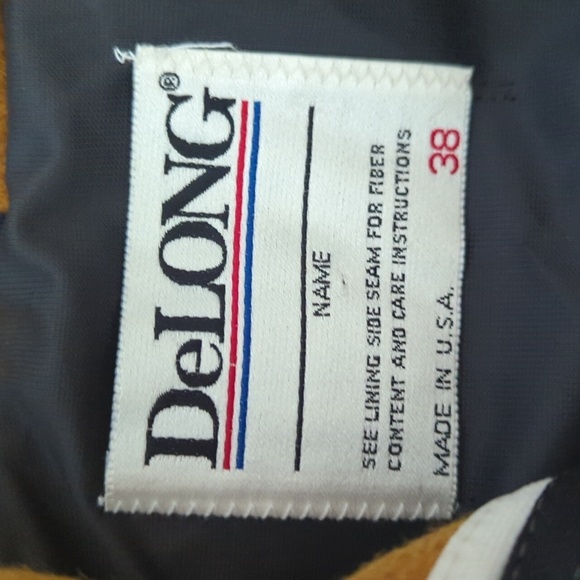 DeLONG®
NAME
SEE LINING SIDE SEAM FOR FIBER
CONTENT AND CARE INSTRUCTIONS
MADE IN U.S.A. 38